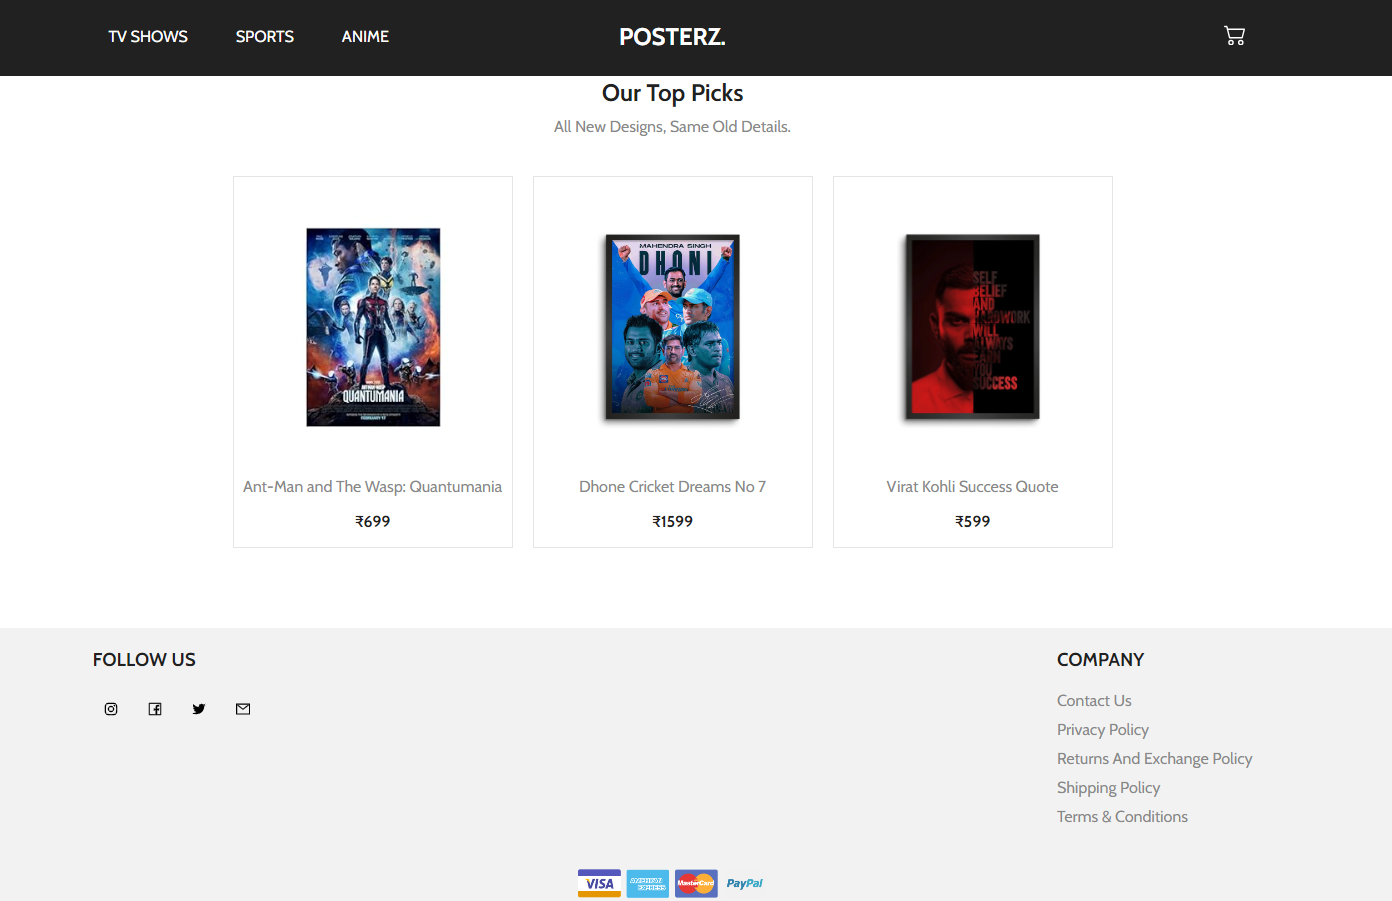 TV SHOWS SPORTS ANIME POSTERZ.
Our Top Picks
All New Designs, Same Old Details.
QUANTUMANIA
MAHENDRA SINGH
DHONI
SELF
BELIEF
AND
HARDWORK
WILL
ALWAYS
EARN
YOU
SUCCESS
Ant-Man and The Wasp: Quantumania
₹699
Dhone Cricket Dreams No 7
₹1599
Virat Kohli Success Quote
₹599
FOLLOW US
COMPANY
Contact Us
Privacy Policy
Returns And Exchange Policy
Shipping Policy
Terms & Conditions
VISA AMERICAN EXPRESS MasterCard PayPal